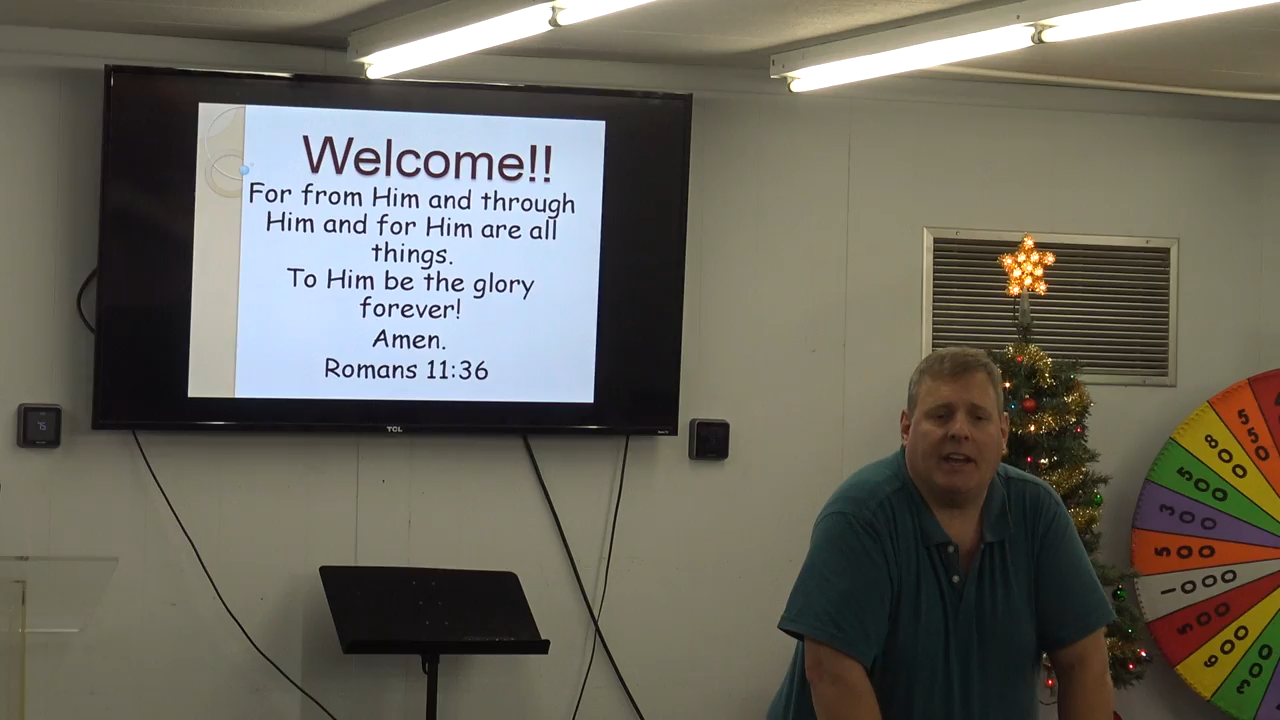 Welcome!!
For from Him and through
Him and for Him are all
things.
To Him be the glory
forever!
Amen.
Romans 11:36
TCL
75
550
800
500
300
500
1000
500
600
300